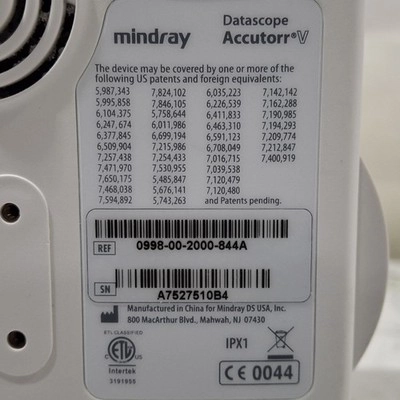 mindray
Datascope
Accutorr® V
The device may be covered by one or more of the
following US patents and foreign equivalents:
5,987,343 7,824,102 6,035,223 7,142,142
5,995,858 7,846,105 6,226,539 7,162,288
6,104,375 5,758,644 6,411,833 7,190,985
6,247,674 6,011,986 6,463,310 7,194,293
6,377,845 6,699,194 6,591,123 7,209,774
6,509,904 7,215,986 6,708,049 7,212,847
7,257,438 7,254,433 7,016,715 7,400,919
7,471,970 7,530,955 7,039,538
7,650,175 5,485,847 7,120,479
7,468,038 5,676,141 7,120,480
7,594,892 5,743,263 and Patents pending.
REF 0998-00-2000-844A
SN A7527510B4
Manufactured in China for Mindray DS USA, Inc.
800 MacArthur Blvd., Mahwah, NJ 07430
ETL CLASSIFIED
c ETL us
Intertek
3191955
IPX1
CE 0044